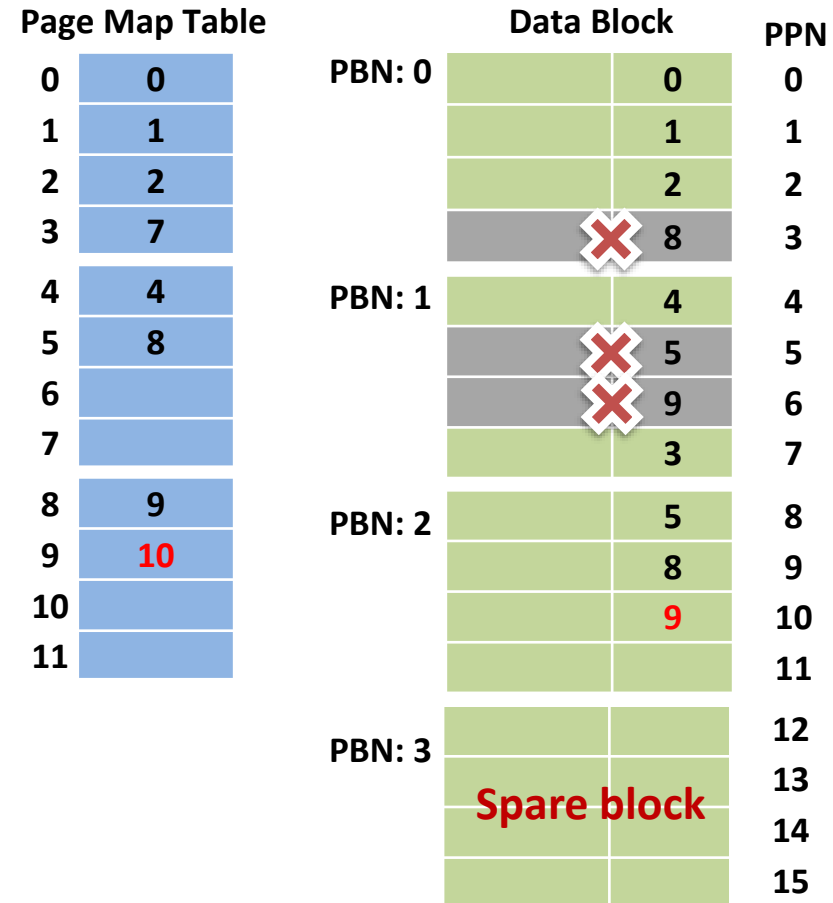 Page Map Table Data Block PPN
0 0 PBN: 0 0 0
1 1 1 1
2 2 2 2
3 7 8 3
4 4 PBN: 1 4 4
5 8 5 5
6 9 6
7 3 7
8 9 PBN: 2 5 8
9 10 8 9
10 9 10
11 11
PBN: 3 12
13
Spare block
14
15